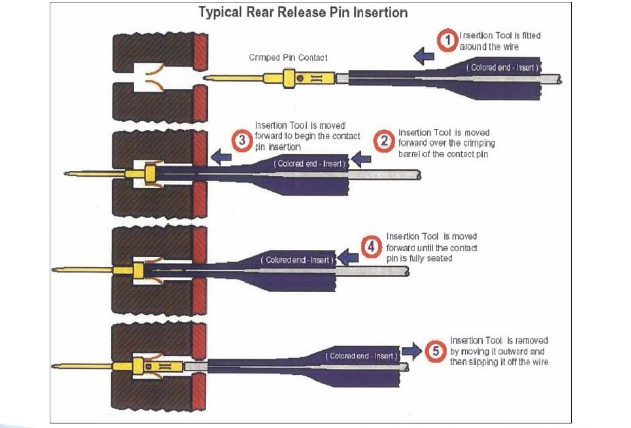 Typical Rear Release Pin Insertion
1
Insertion Tool is fitted
around the wire
Crimped Pin Contact
( Colored end - Insert )
3
Insertion Tool is moved
forward to begin the contact
pin insertion
2
Insertion Tool is moved
forward over the crimping
barrel of the contact pin
( Colored end - Insert )
4
Insertion Tool is moved
forward until the contact
pin is fully seated
( Colored end - Insert )
5
Insertion Tool is removed
by moving it outward and
then slipping it off the wire
( Colored end - Insert )